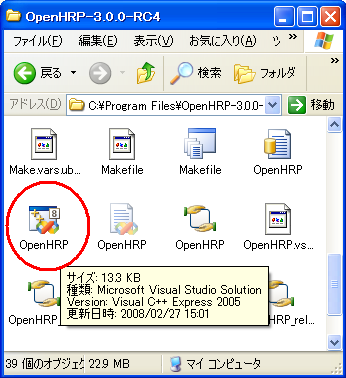 OpenHRP-3.0.0-RC4
ファイル(F) 編集(E) 表示(V) お気に入り(A) ツ »
戻る 検索 フォルダ
アドレス(D) C:¥Program Files¥OpenHRP-3.0.0- 移動
Make.vars.ub... Makefile Makefile OpenHRP
8
OpenHRP OpenHRP OpenHRP OpenHRP.vs...
サイズ: 13.3 KB
種類: Microsoft Visual Studio Solution
Version: Visual C++ Express 2005
更新日時: 2008/02/27 15:01
OpenHRP_ HRP_rel...
39 個のオブジェク 22.9 MB マイ コンピュータ